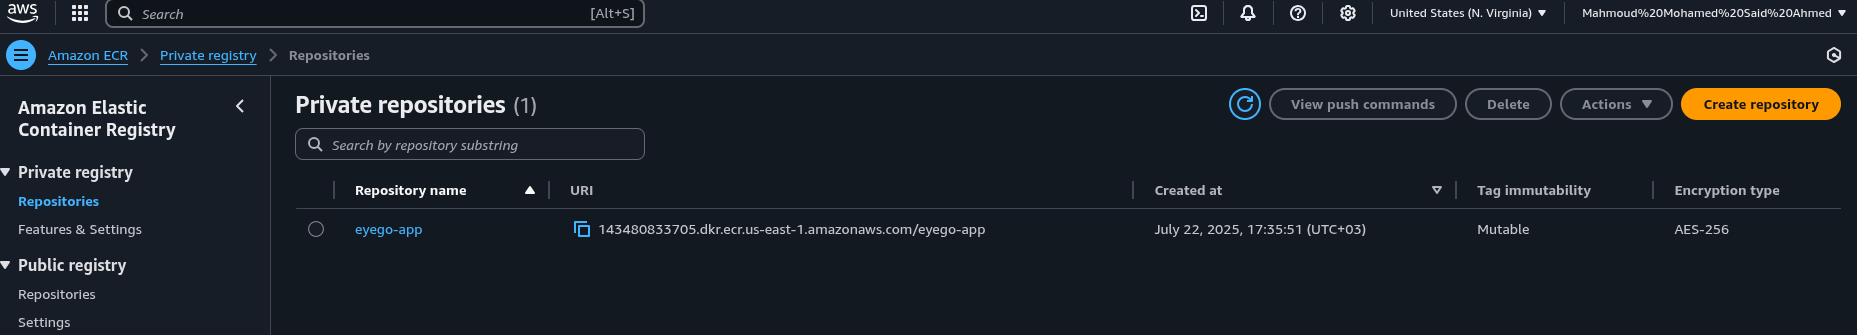 aws
Search [Alt+S]
United States (N. Virginia)
Mahmoud%20Mohamed%20Said%20Ahmed
Amazon ECR
Private registry
Repositories
Amazon Elastic
Container Registry
Private registry
Repositories
Features & Settings
Public registry
Repositories
Settings
Private repositories (1)
View push commands
Delete
Actions
Create repository
Search by repository substring
Repository name URI Created at Tag immutability Encryption type
eyego-app 143480833705.dkr.ecr.us-east-1.amazonaws.com/eyego-app July 22, 2025, 17:35:51 (UTC+03) Mutable AES-256